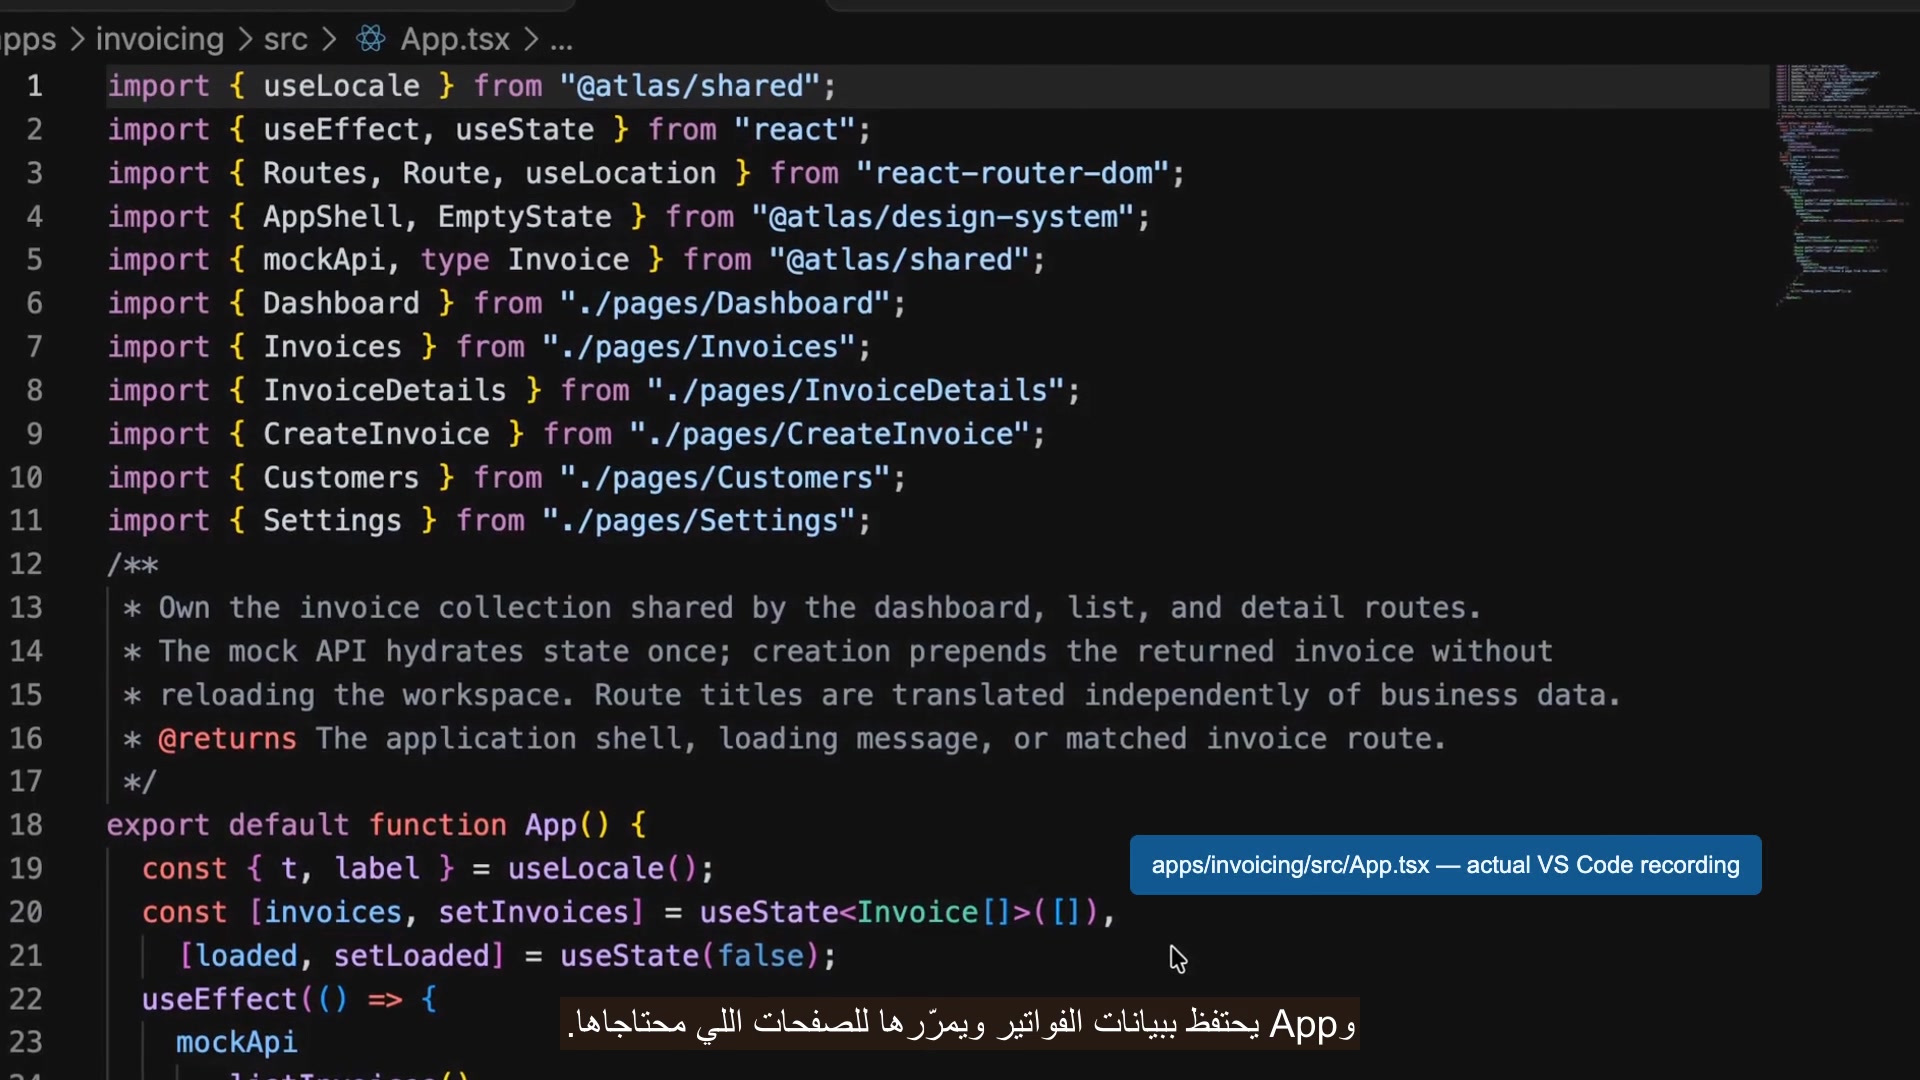 apps > invoicing > src > App.tsx > ...
1 import { useLocale } from "@atlas/shared";
2 import { useEffect, useState } from "react";
3 import { Routes, Route, useLocation } from "react-router-dom";
4 import { AppShell, EmptyState } from "@atlas/design-system";
5 import { mockApi, type Invoice } from "@atlas/shared";
6 import { Dashboard } from "./pages/Dashboard";
7 import { Invoices } from "./pages/Invoices";
8 import { InvoiceDetails } from "./pages/InvoiceDetails";
9 import { CreateInvoice } from "./pages/CreateInvoice";
10 import { Customers } from "./pages/Customers";
11 import { Settings } from "./pages/Settings";
12 /**
13 * Own the invoice collection shared by the dashboard, list, and detail routes.
14 * The mock API hydrates state once; creation prepends the returned invoice without
15 * reloading the workspace. Route titles are translated independently of business data.
16 * @returns The application shell, loading message, or matched invoice route.
17 */
18 export default function App() {
19 const { t, label } = useLocale();
apps/invoicing/src/App.tsx — actual VS Code recording
20 const [invoices, setInvoices] = useState<Invoice[]>([]),
21 [loaded, setLoaded] = useState(false);
22 useEffect(() => {
23 mockApi
وApp يحتفظ ببيانات الفواتير ويمرّرها للصفحات اللي محتاجاها.